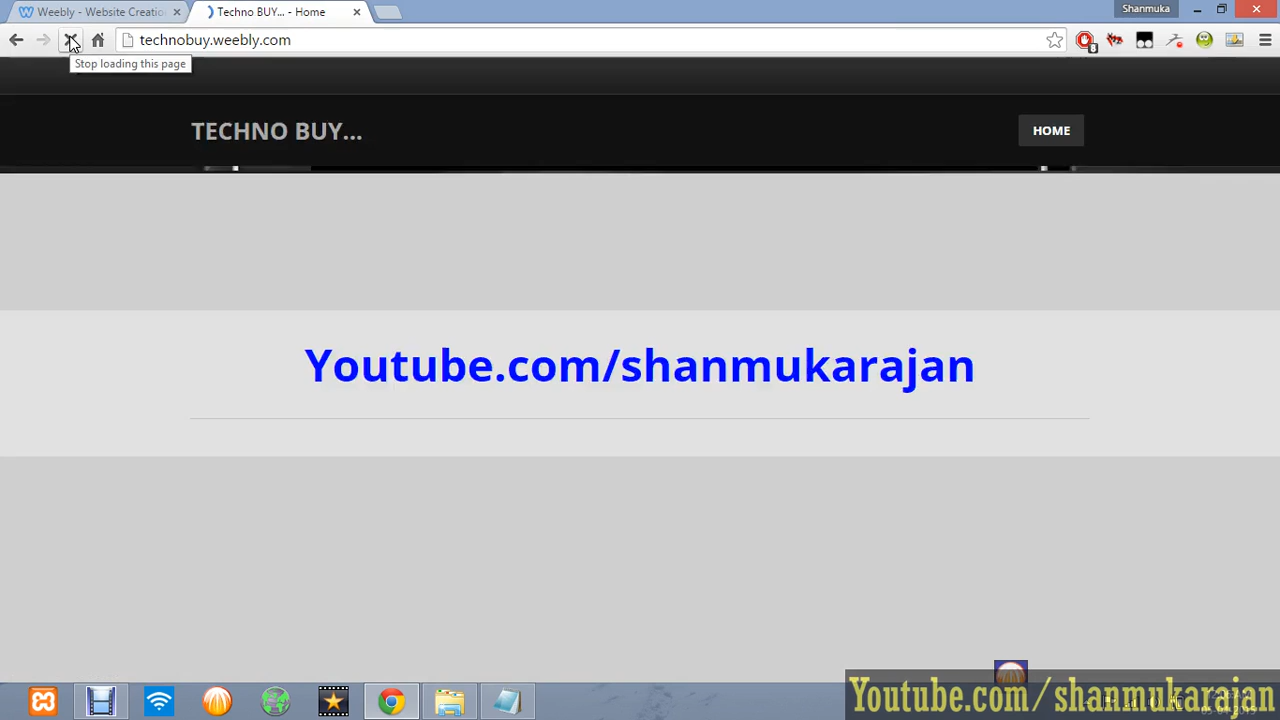 Weebly - Website Creatio
Techno BUY... - Home
Shanmuka
technobuy.weebly.com
8
Stop loading this page
TECHNO BUY...
HOME
Youtube.com/shanmukarajan
Youtube.com/shanmukarajan